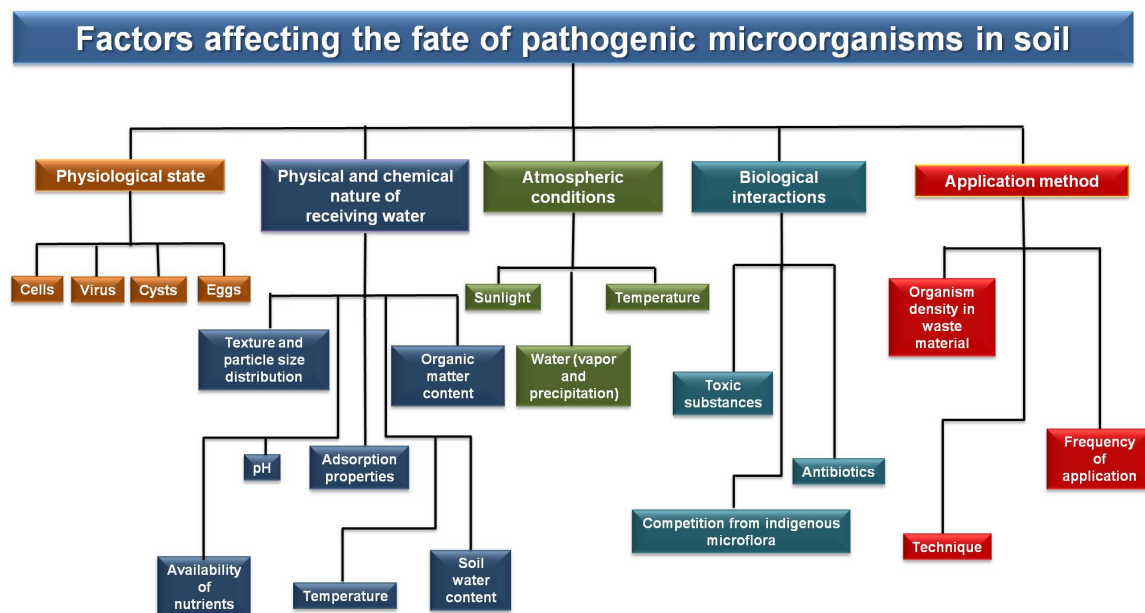 Factors affecting the fate of pathogenic microorganisms in soil
Physiological state
Cells
Virus
Cysts
Eggs
Physical and chemical
nature of
receiving water
Texture and
particle size
distribution
Organic
matter
content
pH
Adsorption
properties
Availability
of
nutrients
Temperature
Soil
water
content
Atmospheric
conditions
Sunlight
Temperature
Water (vapor
and
precipitation)
Biological
interactions
Toxic
substances
Antibiotics
Competition from indigenous
microflora
Application method
Organism
density in
waste
material
Frequency
of
application
Technique